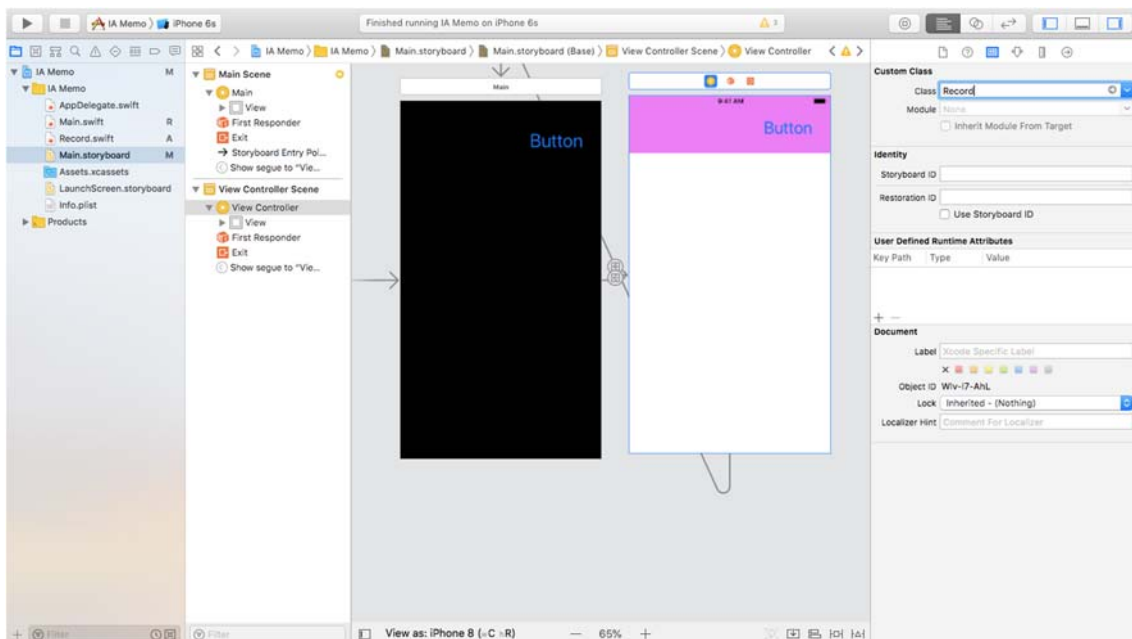 IA Memo
iPhone 6s
Finished running IA Memo on iPhone 6s
IA Memo
IA Memo
Main.storyboard
Main.storyboard (Base)
View Controller Scene
View Controller
IA Memo M
IA Memo
AppDelegate.swift
Main.swift R
Record.swift A
Main.storyboard M
Assets.xcassets
LaunchScreen.storyboard
Info.plist
Products
Main Scene
Main
View
First Responder
Exit
Storyboard Entry Poi...
Show segue to "Vie...
View Controller Scene
View Controller
View
First Responder
Exit
Show segue to "Vie...
Main
Button
9:41 AM
Button
Custom Class
Class Record
Module None
Inherit Module From Target
Identity
Storyboard ID
Restoration ID
Use Storyboard ID
User Defined Runtime Attributes
Key Path Type Value
Document
Label Xcode Specific Label
Object ID Wlv-i7-AhL
Lock Inherited - (Nothing)
Localizer Hint Comment For Localizer
Filter
Filter
View as: iPhone 8 (wC hR)
65%